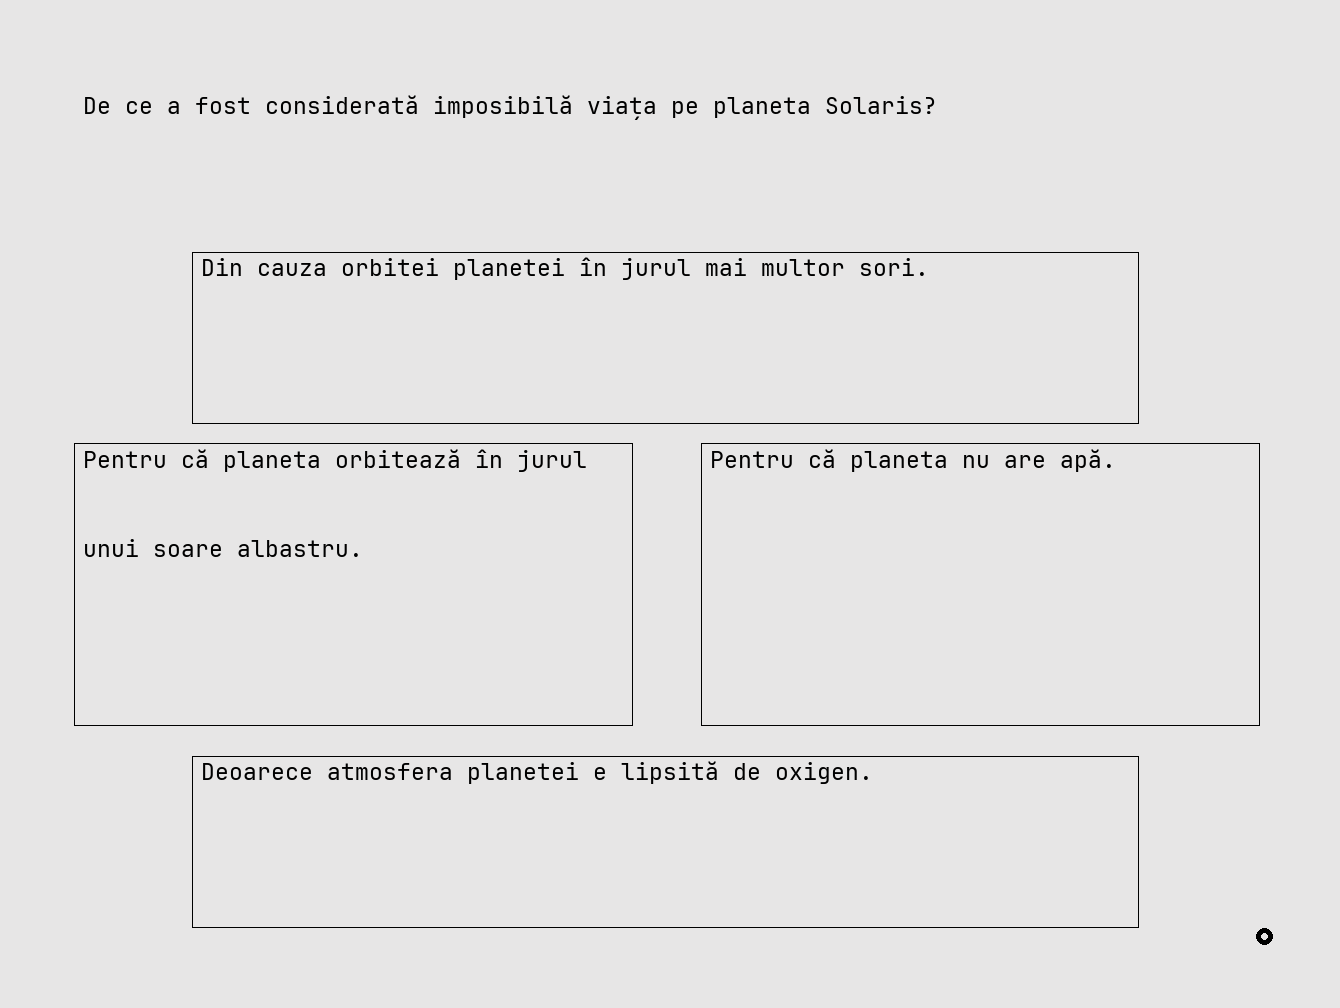 De ce a fost considerată imposibilă viața pe planeta Solaris?
Din cauza orbitei planetei în jurul mai multor sori.
Pentru că planeta orbitează în jurul
unui soare albastru.
Pentru că planeta nu are apă.
Deoarece atmosfera planetei e lipsită de oxigen.